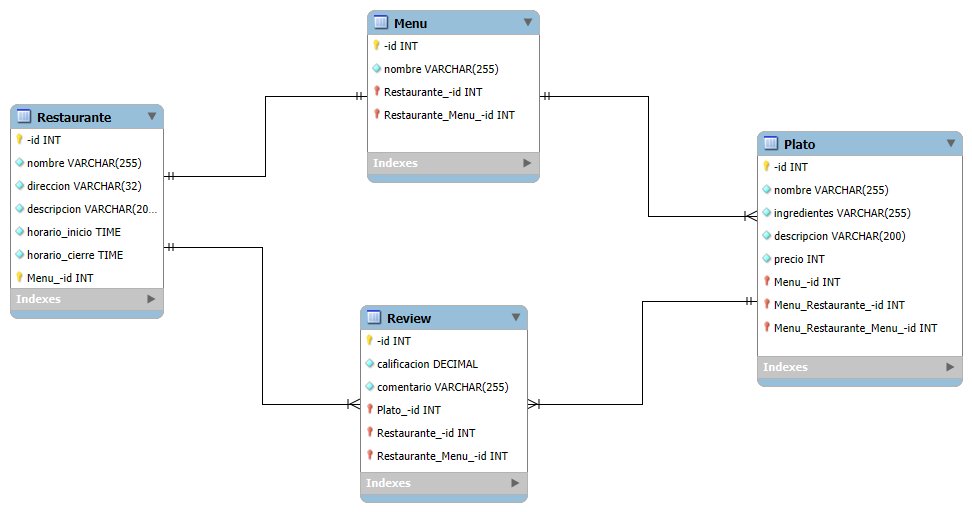 Menu
-id INT
nombre VARCHAR(255)
Restaurante_-id INT
Restaurante_Menu_-id INT
Indexes
Restaurante
-id INT
nombre VARCHAR(255)
direccion VARCHAR(32)
descripcion VARCHAR(20...
horario_inicio TIME
horario_cierre TIME
Menu_-id INT
Indexes
Plato
-id INT
nombre VARCHAR(255)
ingredientes VARCHAR(255)
descripcion VARCHAR(200)
precio INT
Menu_-id INT
Menu_Restaurante_-id INT
Menu_Restaurante_Menu_-id INT
Indexes
Review
-id INT
calificacion DECIMAL
comentario VARCHAR(255)
Plato_-id INT
Restaurante_-id INT
Restaurante_Menu_-id INT
Indexes